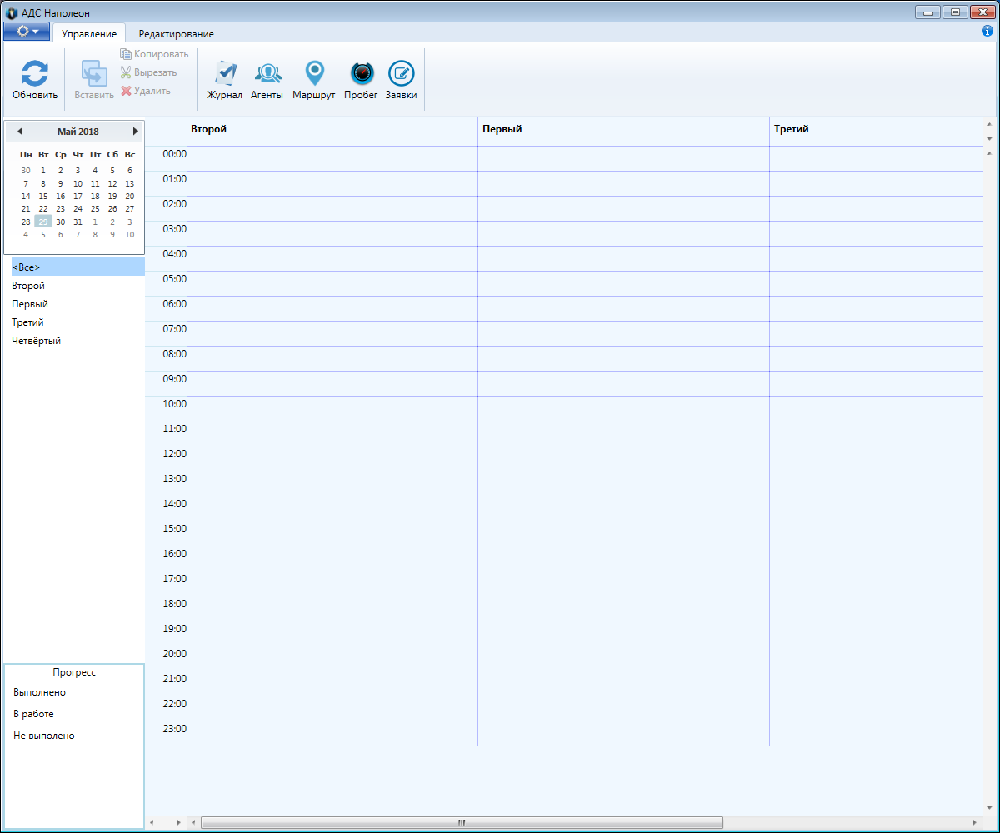 АДС Наполеон
Управление Редактирование
Обновить
Вставить
Копировать
Вырезать
Удалить
Журнал Агенты Маршрут Пробег Заявки
Май 2018
Пн Вт Ср Чт Пт Сб Вс
30 1 2 3 4 5 6
7 8 9 10 11 12 13
14 15 16 17 18 19 20
21 22 23 24 25 26 27
28 29 30 31 1 2 3
4 5 6 7 8 9 10
<Все>
Второй
Первый
Третий
Четвёртый
Прогресс
Выполнено
В работе
Не выполено
Второй Первый Третий
00:00
01:00
02:00
03:00
04:00
05:00
06:00
07:00
08:00
09:00
10:00
11:00
12:00
13:00
14:00
15:00
16:00
17:00
18:00
19:00
20:00
21:00
22:00
23:00